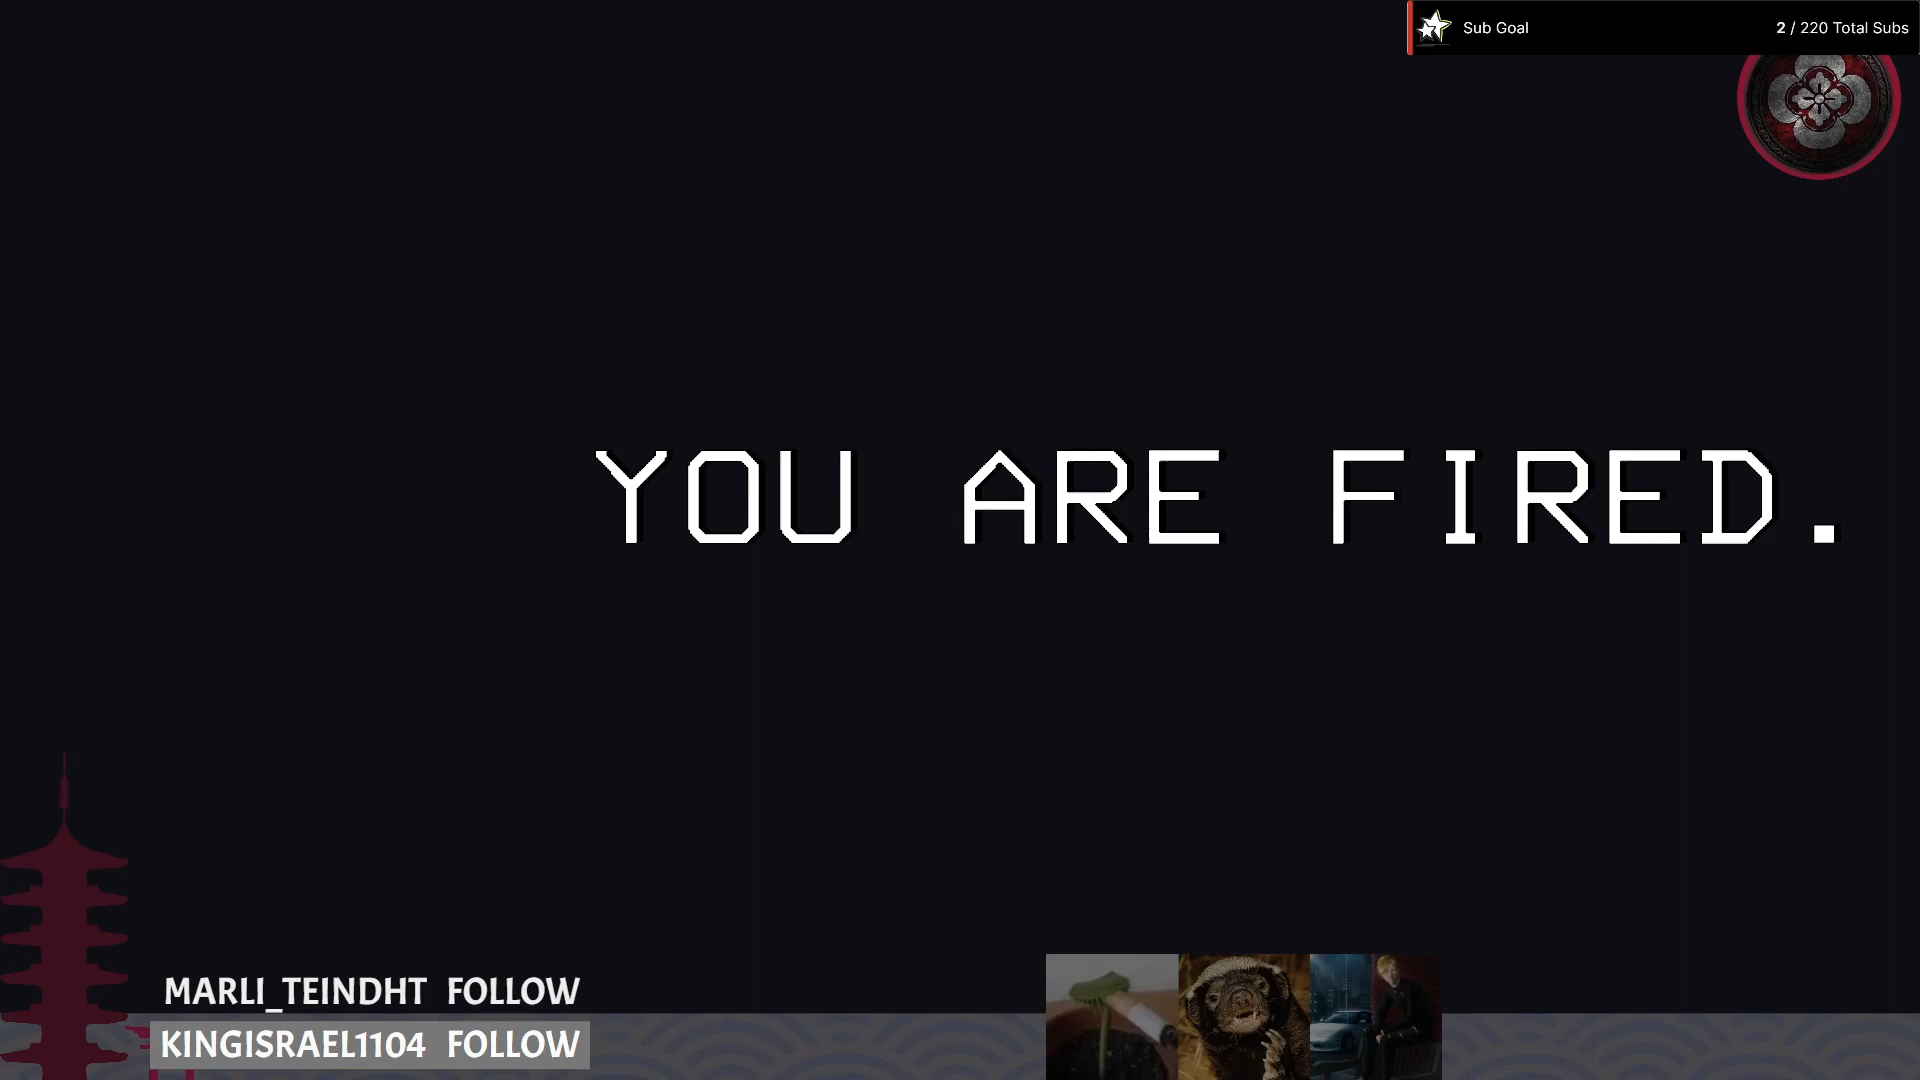 Sub Goal 2 / 220 Total Subs
YOU ARE FIRED.
MARLI_TEINDHT FOLLOW
KINGISRAEL1104 FOLLOW